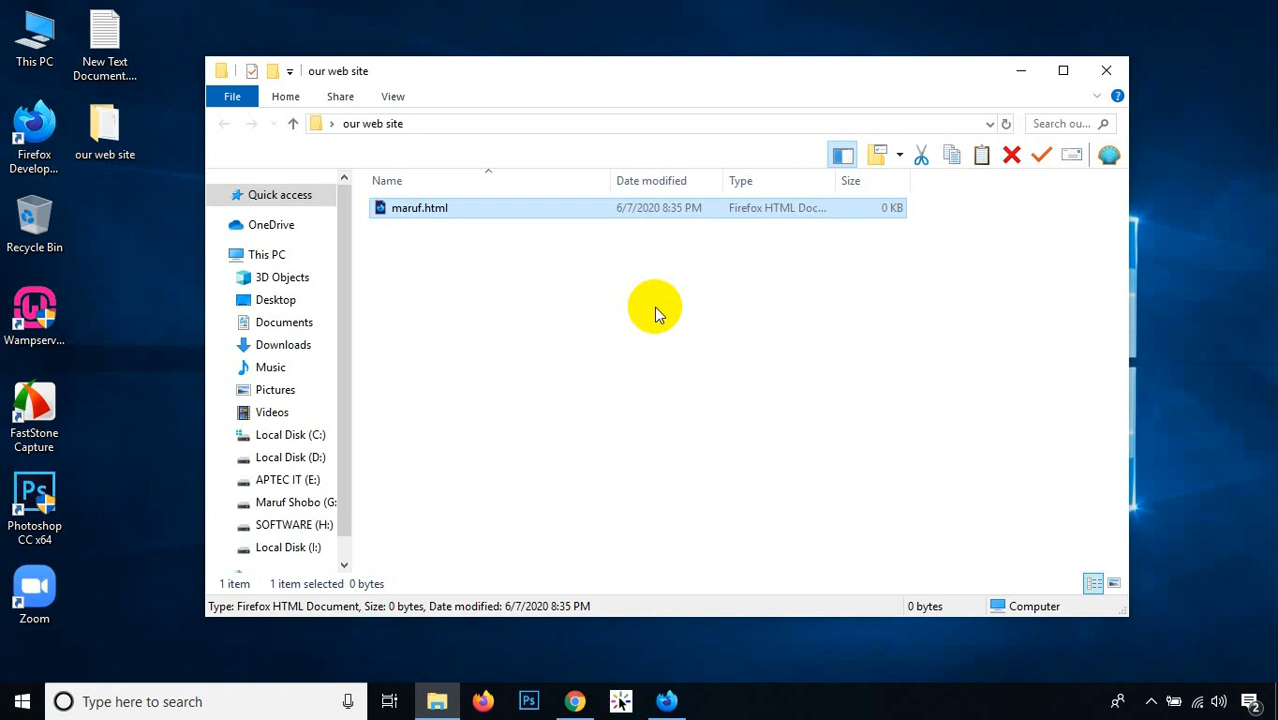 This PC
New Text
Document....
Firefox
Develop...
our web site
Recycle Bin
Wampserv...
FastStone
Capture
Ps
Photoshop
CC x64
Zoom
our web site
File
Home
Share
View
our web site
Search ou...
Name
Date modified
Type
Size
maruf.html
6/7/2020 8:35 PM
Firefox HTML Doc...
0 KB
Quick access
OneDrive
This PC
3D Objects
Desktop
Documents
Downloads
Music
Pictures
Videos
Local Disk (C:)
Local Disk (D:)
APTEC IT (E:)
Maruf Shobo (G:
SOFTWARE (H:)
Local Disk (I:)
1 item
1 item selected 0 bytes
Type: Firefox HTML Document, Size: 0 bytes, Date modified: 6/7/2020 8:35 PM
0 bytes
Computer
Type here to search
Ps
2